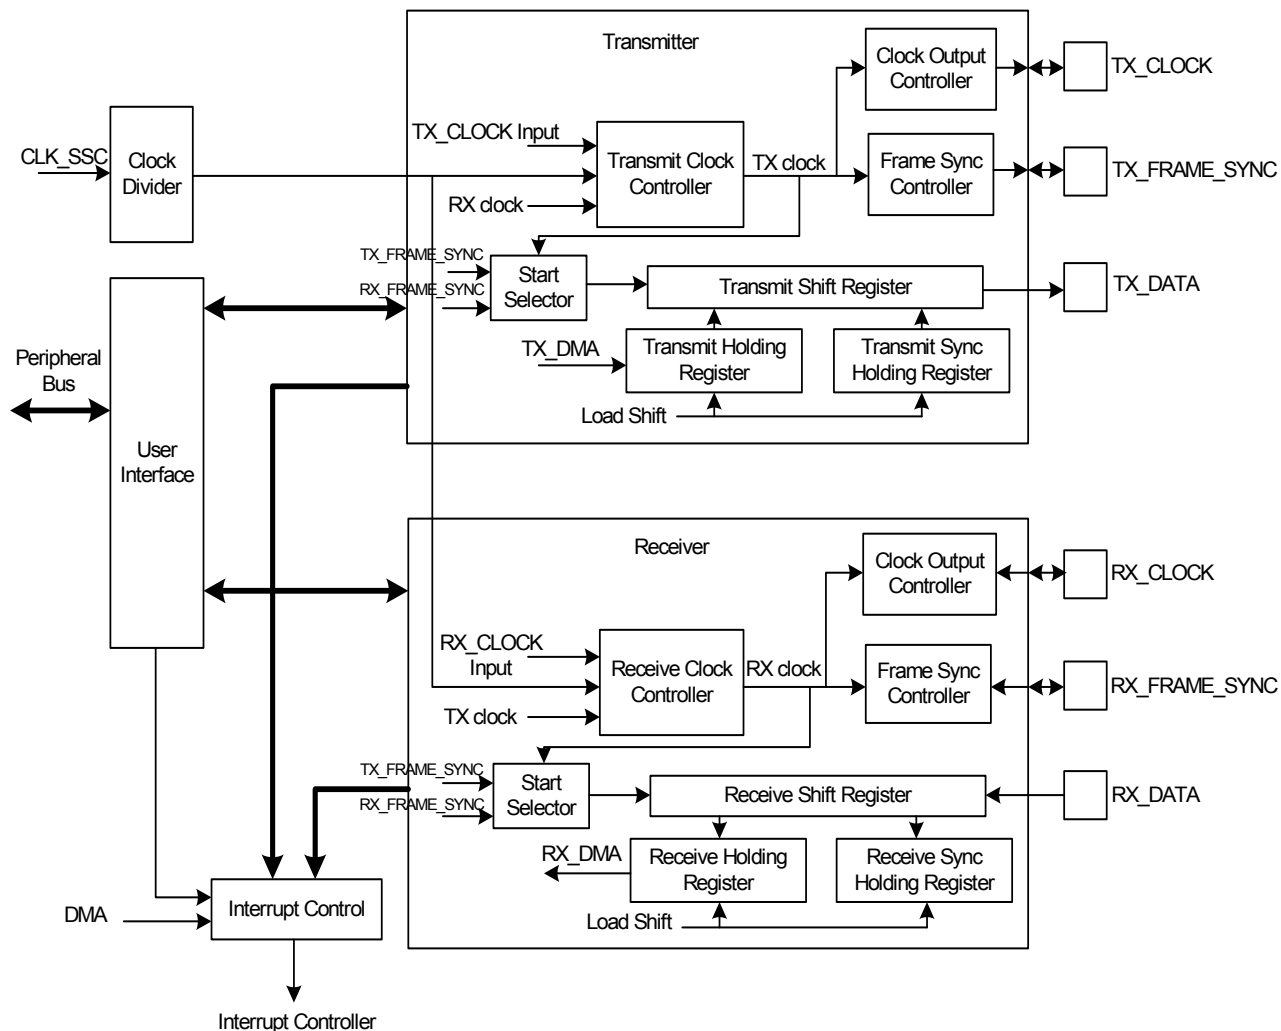 Transmitter
Clock Output
Controller
TX_CLOCK
TX_CLOCK Input
CLK_SSC
Clock
Divider
Transmit Clock
Controller
TX clock
Frame Sync
Controller
TX_FRAME_SYNC
RX clock
TX_FRAME_SYNC
RX_FRAME_SYNC
Start
Selector
Transmit Shift Register
TX_DATA
TX_DMA
Transmit Holding
Register
Transmit Sync
Holding Register
Load Shift
Peripheral
Bus
User
Interface
Receiver
Clock Output
Controller
RX_CLOCK
RX_CLOCK
Input
Receive Clock
Controller
RX clock
Frame Sync
Controller
RX_FRAME_SYNC
TX clock
TX_FRAME_SYNC
RX_FRAME_SYNC
Start
Selector
Receive Shift Register
RX_DATA
RX_DMA
Receive Holding
Register
Receive Sync
Holding Register
Load Shift
DMA
Interrupt Control
Interrupt Controller